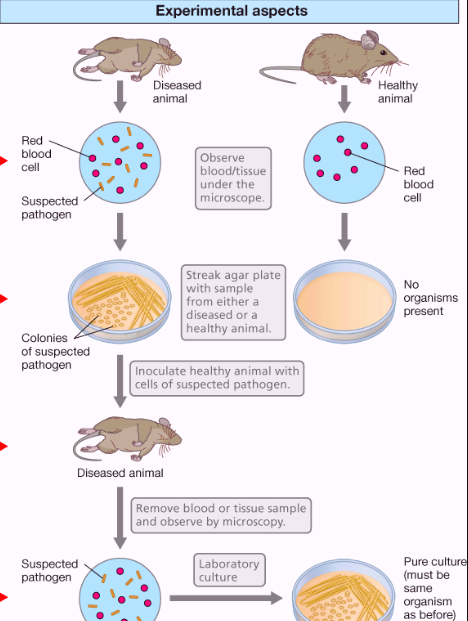 Experimental aspects
Diseased
animal
Healthy
animal
Red
blood
cell
Suspected
pathogen
Observe
blood/tissue
under the
microscope.
Red
blood
cell
Streak agar plate
with sample
from either a
diseased or a
healthy animal.
No
organisms
present
Colonies
of suspected
pathogen
Inoculate healthy animal with
cells of suspected pathogen.
Diseased animal
Remove blood or tissue sample
and observe by microscopy.
Suspected
pathogen
Laboratory
culture
Pure culture
(must be
same
organism
as before)